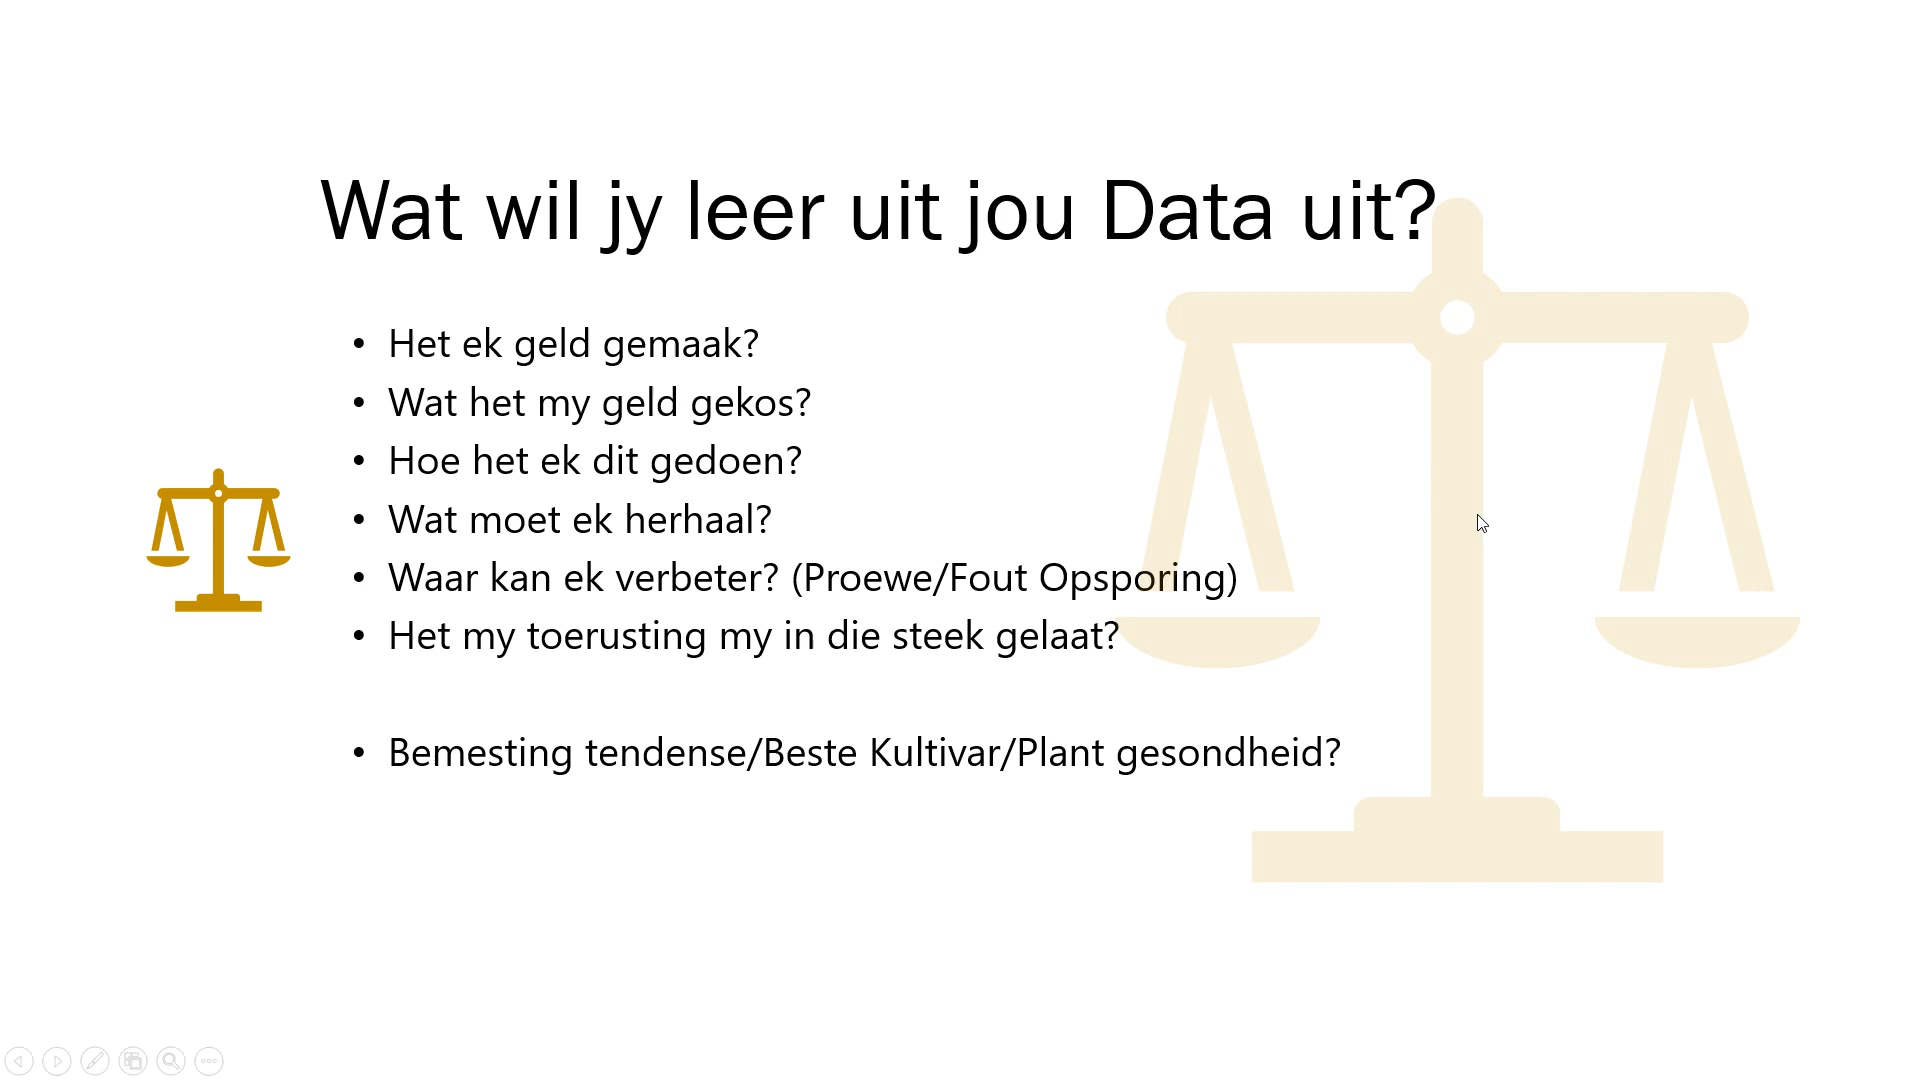 Wat wil jy leer uit jou Data uit?
• Het ek geld gemaak?
• Wat het my geld gekos?
• Hoe het ek dit gedoen?
• Wat moet ek herhaal?
• Waar kan ek verbeter? (Proewe/Fout Opsporing)
• Het my toerusting my in die steek gelaat?
• Bemesting tendense/Beste Kultivar/Plant gesondheid?